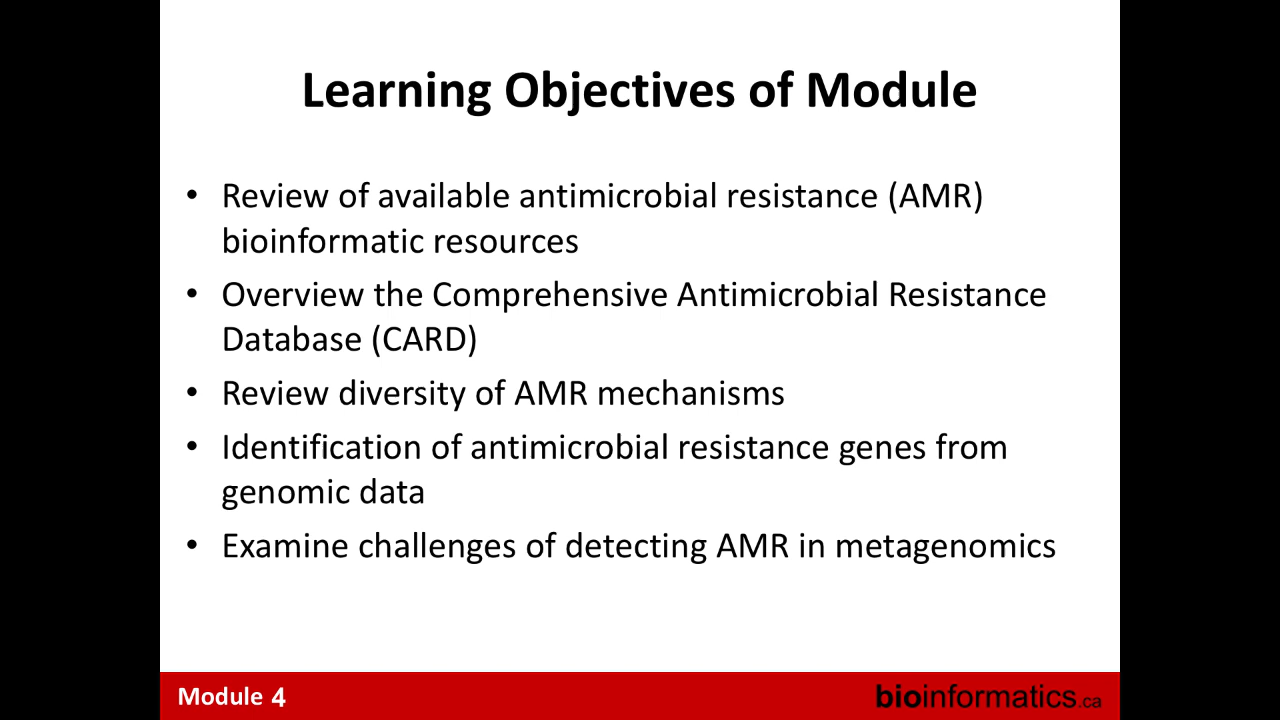 Learning Objectives of Module
• Review of available antimicrobial resistance (AMR)
bioinformatic resources
• Overview the Comprehensive Antimicrobial Resistance
Database (CARD)
• Review diversity of AMR mechanisms
• Identification of antimicrobial resistance genes from
genomic data
• Examine challenges of detecting AMR in metagenomics
Module 4
bioinformatics.ca